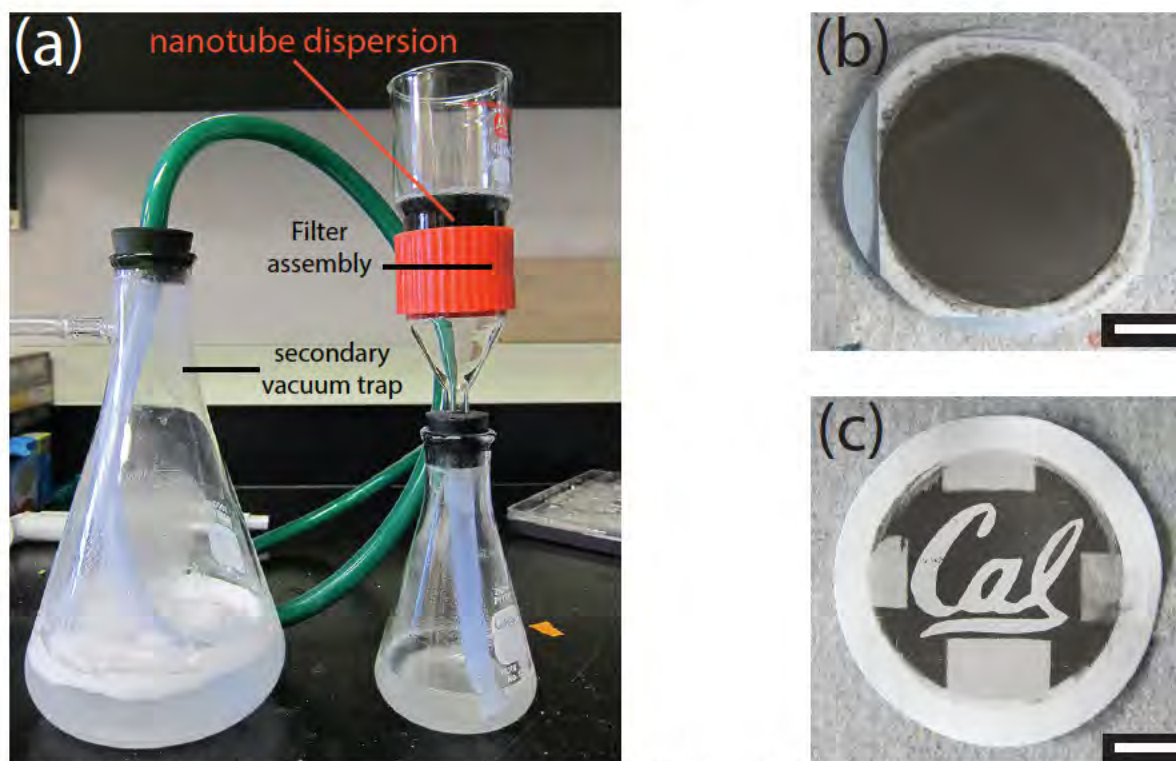 (a)
nanotube dispersion
Filter
assembly
secondary
vacuum trap
(b)
(c)
Cal